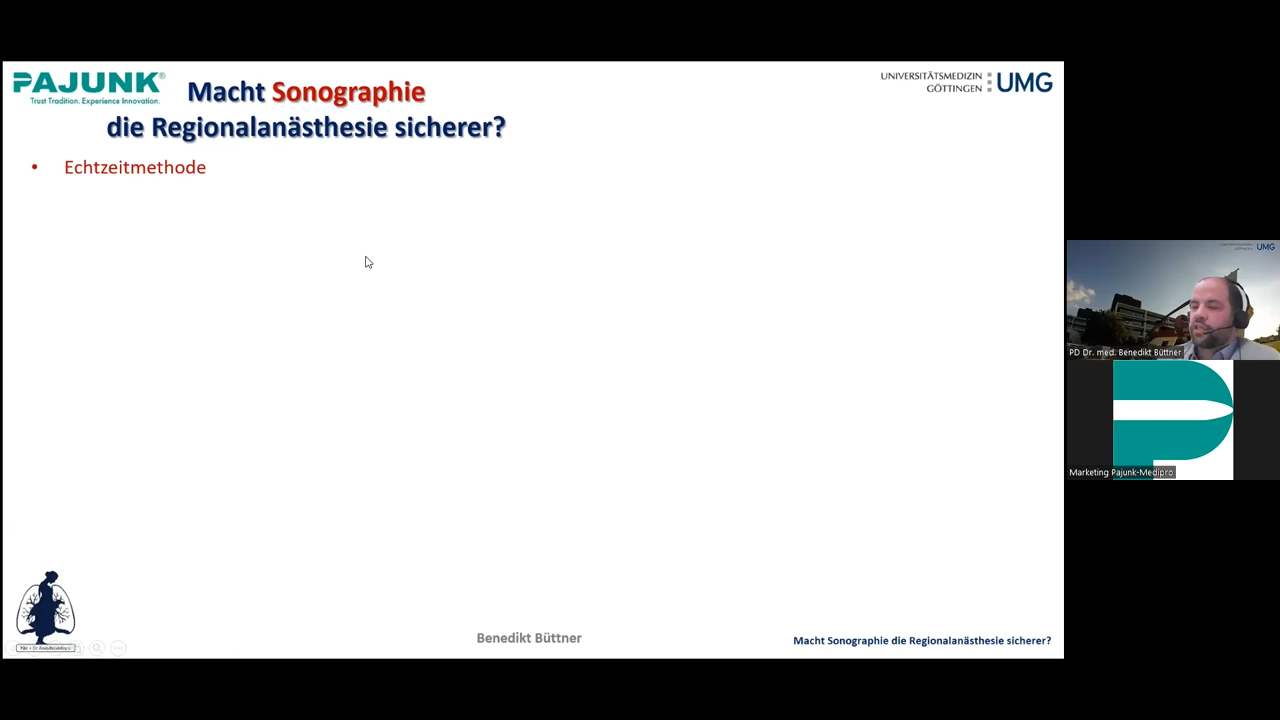 PAJUNK®
Trust Tradition. Experience Innovation.
Macht Sonographie
die Regionalanästhesie sicherer?
UNIVERSITÄTSMEDIZIN
GÖTTINGEN
UMG
• Echtzeitmethode
Benedikt Büttner
Macht Sonographie die Regionalanästhesie sicherer?
UMG
PD Dr. med. Benedikt Büttner
Marketing Pajunk-Medipro